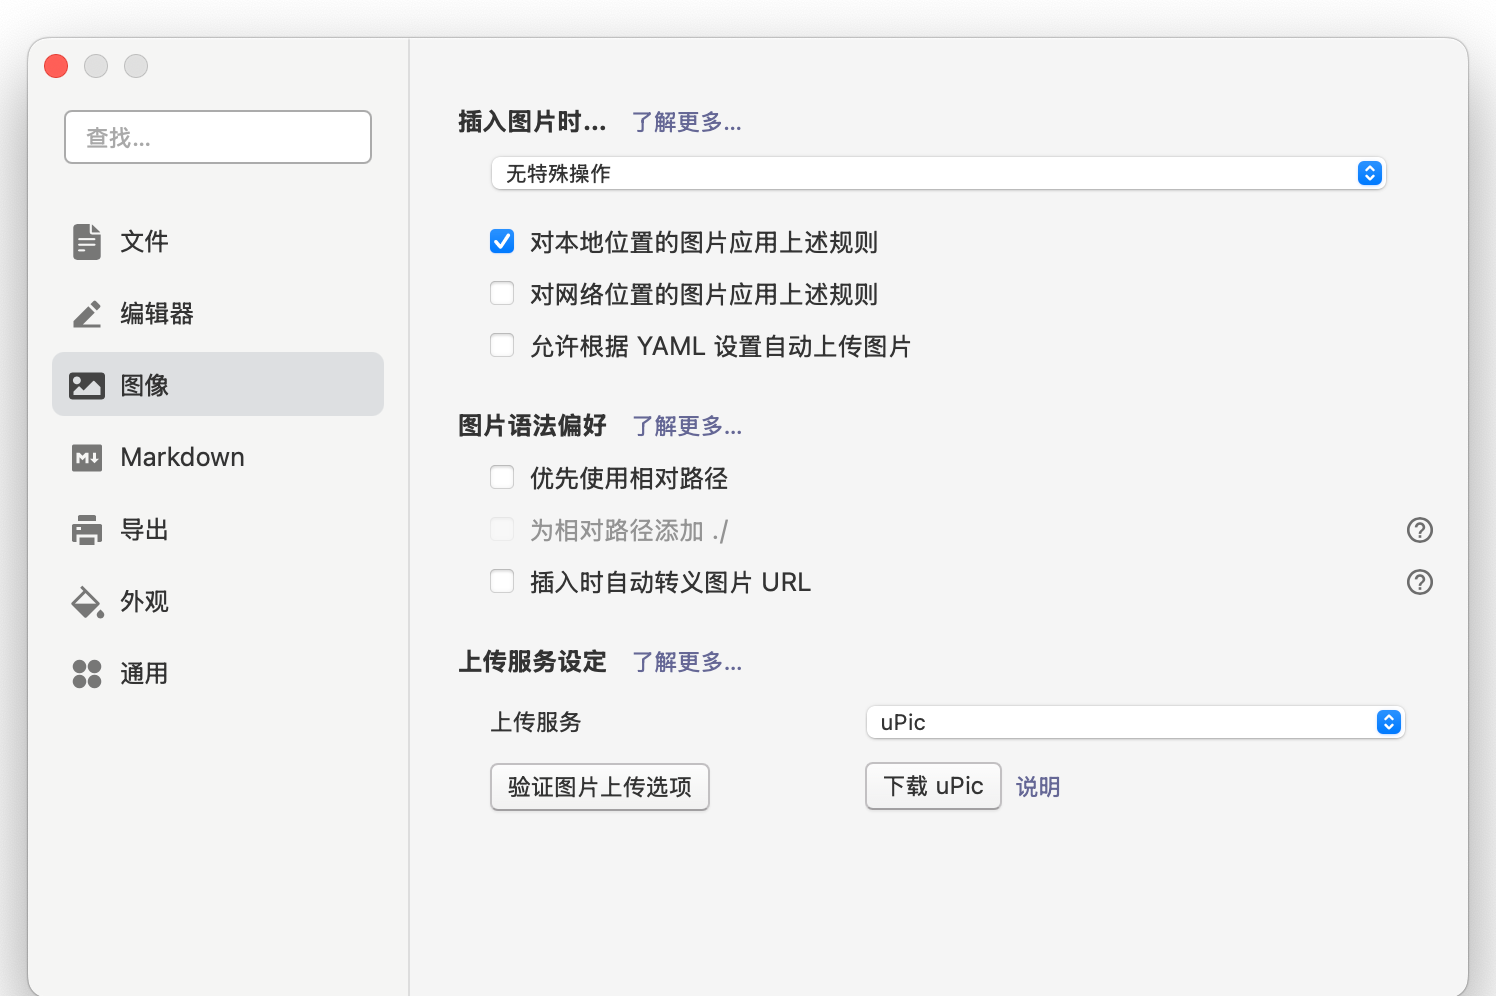 查找...
文件
编辑器
图像
Markdown
导出
外观
通用
插入图片时... 了解更多...
无特殊操作
对本地位置的图片应用上述规则
对网络位置的图片应用上述规则
允许根据 YAML 设置自动上传图片
图片语法偏好 了解更多...
优先使用相对路径
为相对路径添加 ./
插入时自动转义图片 URL
上传服务设定 了解更多...
上传服务 uPic
验证图片上传选项 下载 uPic 说明